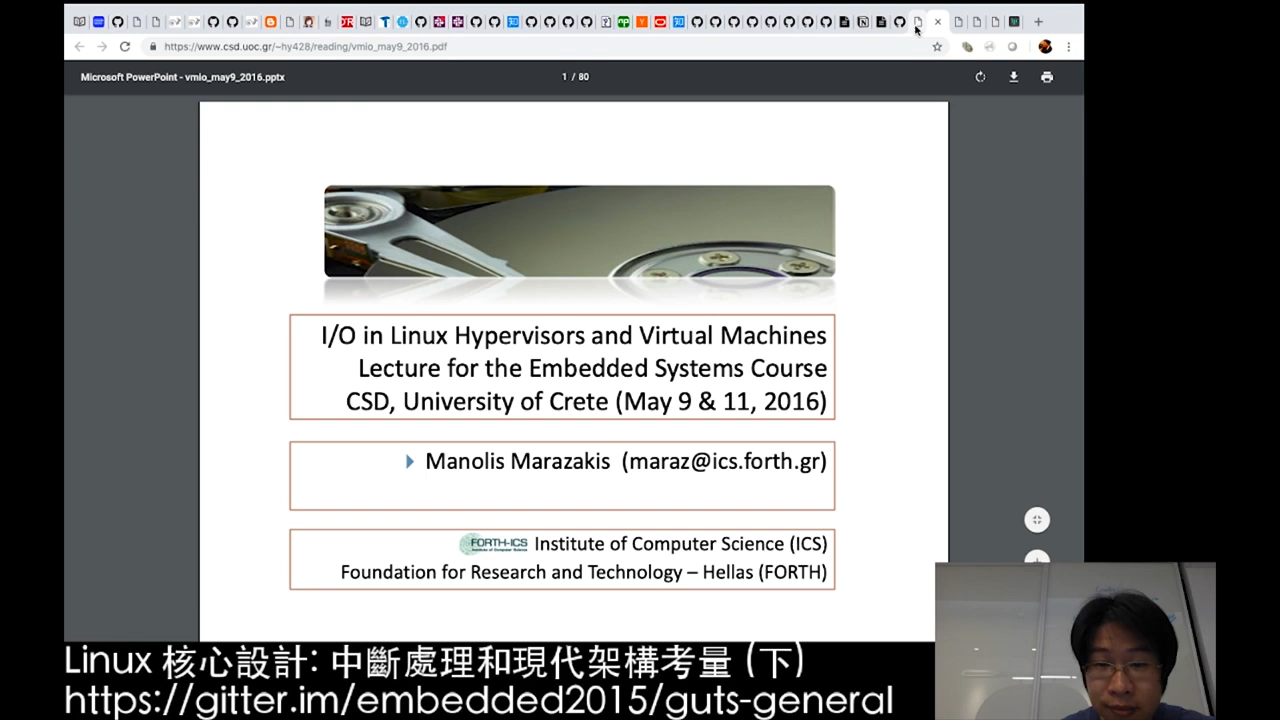 https://www.csd.uoc.gr/~hy428/reading/vmio_may9_2016.pdf
Microsoft PowerPoint - vmio_may9_2016.pptx
1 / 80
I/O in Linux Hypervisors and Virtual Machines
Lecture for the Embedded Systems Course
CSD, University of Crete (May 9 & 11, 2016)
Manolis Marazakis (maraz@ics.forth.gr)
FORTH-ICS Institute of Computer Science (ICS)
Foundation for Research and Technology – Hellas (FORTH)
Linux 核心設計: 中斷處理和現代架構考量 (下)
https://gitter.im/embedded2015/guts-general